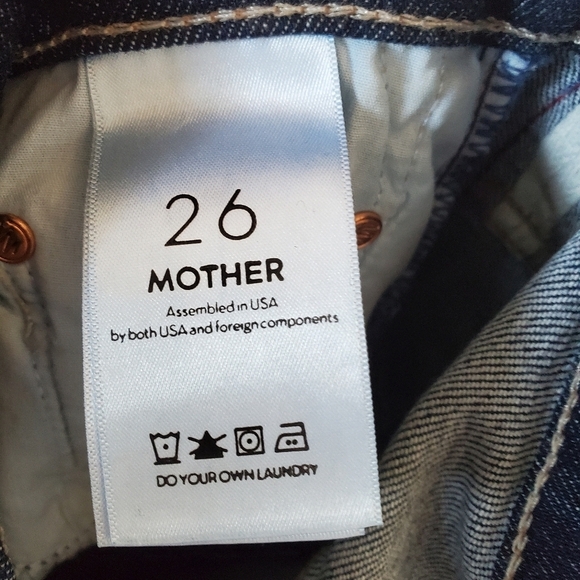 26
MOTHER
Assembled in USA
by both USA and foreign components
DO YOUR OWN LAUNDRY